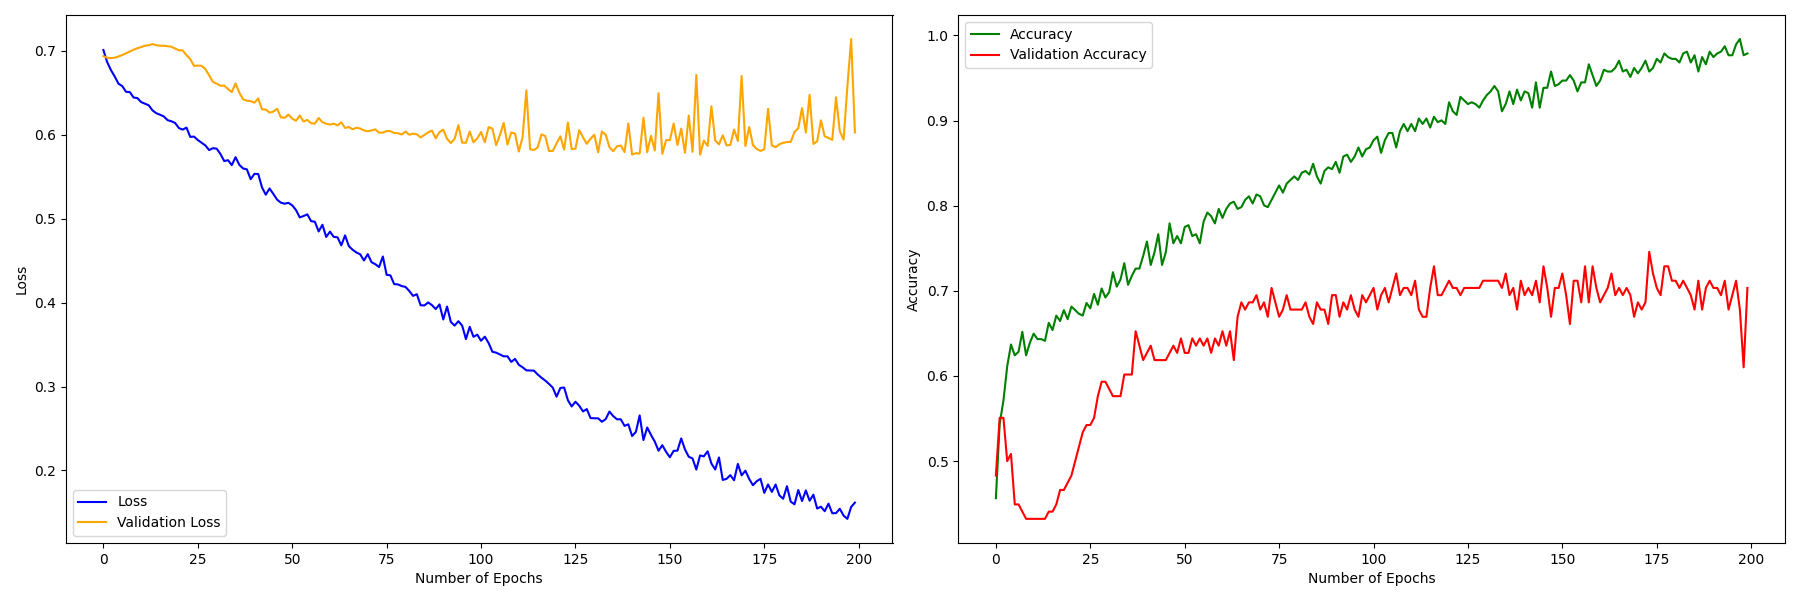 0.7
0.6
0.5
0.4
0.3
0.2
Loss
Loss
Validation Loss
0 25 50 75 100 125 150 175 200
Number of Epochs
1.0
0.9
0.8
0.7
0.6
0.5
Accuracy
Accuracy
Validation Accuracy
0 25 50 75 100 125 150 175 200
Number of Epochs